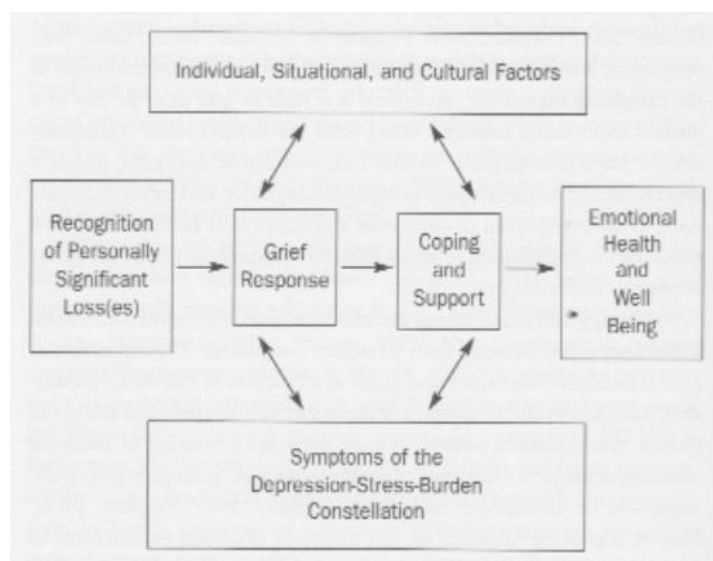 Individual, Situational, and Cultural Factors
Recognition
of Personally
Significant
Loss(es)
Grief
Response
Coping
and
Support
Emotional
Health
and
Well
Being
Symptoms of the
Depression-Stress-Burden
Constellation